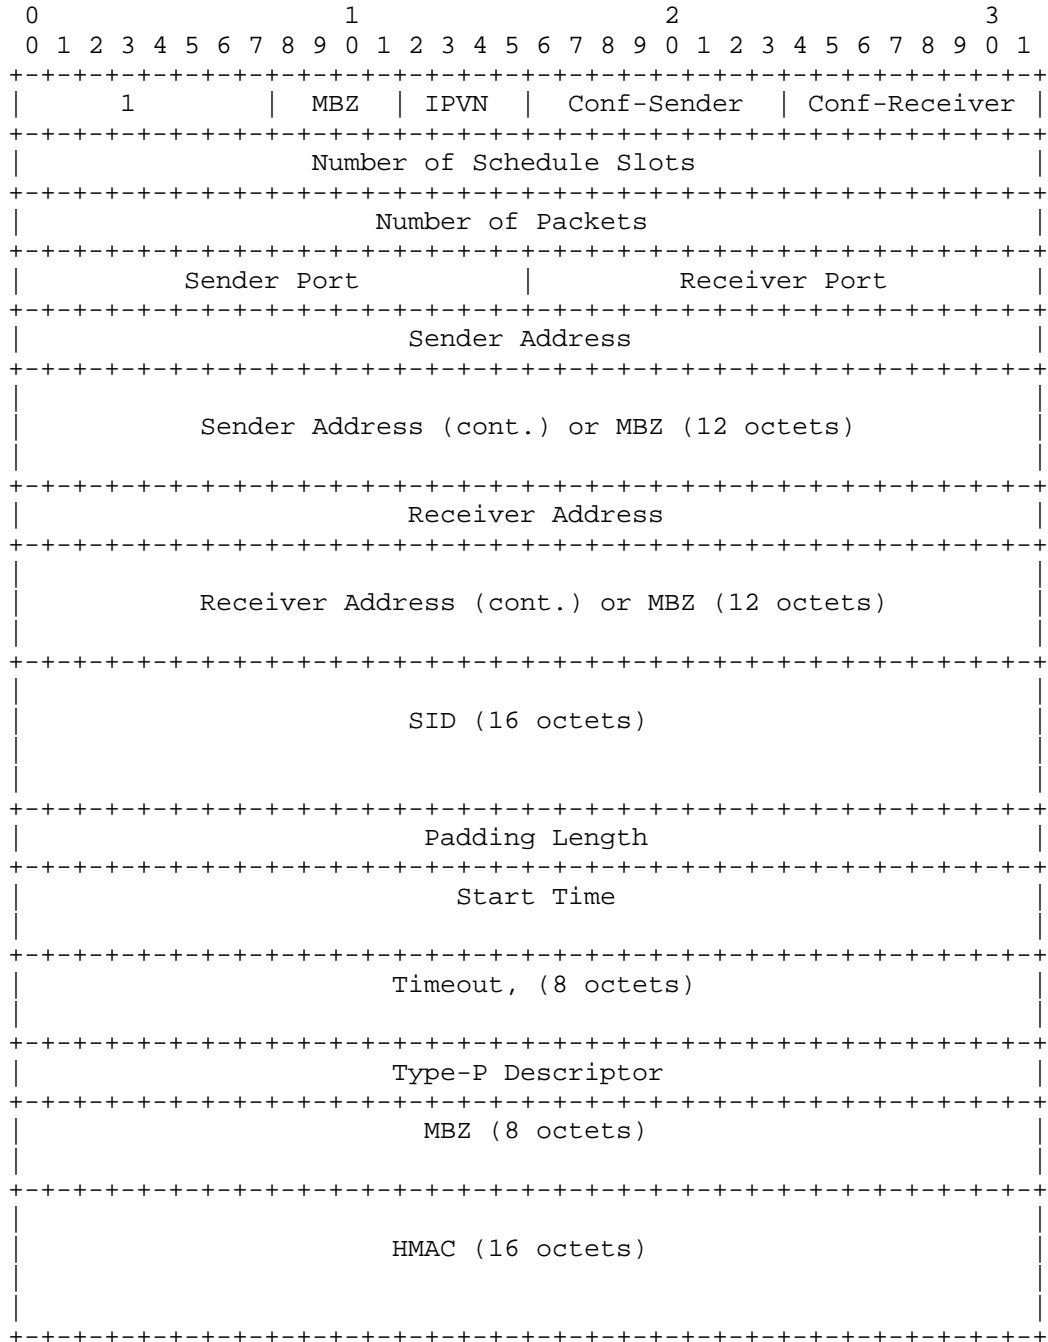 0                   1                   2                   3
0 1 2 3 4 5 6 7 8 9 0 1 2 3 4 5 6 7 8 9 0 1 2 3 4 5 6 7 8 9 0 1
+-+-+-+-+-+-+-+-+-+-+-+-+-+-+-+-+-+-+-+-+-+-+-+-+-+-+-+-+-+-+-+-+
|      1        |  MBZ  | IPVN  |  Conf-Sender  | Conf-Receiver |
+-+-+-+-+-+-+-+-+-+-+-+-+-+-+-+-+-+-+-+-+-+-+-+-+-+-+-+-+-+-+-+-+
|                  Number of Schedule Slots                     |
+-+-+-+-+-+-+-+-+-+-+-+-+-+-+-+-+-+-+-+-+-+-+-+-+-+-+-+-+-+-+-+-+
|                      Number of Packets                        |
+-+-+-+-+-+-+-+-+-+-+-+-+-+-+-+-+-+-+-+-+-+-+-+-+-+-+-+-+-+-+-+-+
|          Sender Port          |         Receiver Port         |
+-+-+-+-+-+-+-+-+-+-+-+-+-+-+-+-+-+-+-+-+-+-+-+-+-+-+-+-+-+-+-+-+
|                        Sender Address                         |
+-+-+-+-+-+-+-+-+-+-+-+-+-+-+-+-+-+-+-+-+-+-+-+-+-+-+-+-+-+-+-+-+
|                                                               |
|           Sender Address (cont.) or MBZ (12 octets)           |
|                                                               |
+-+-+-+-+-+-+-+-+-+-+-+-+-+-+-+-+-+-+-+-+-+-+-+-+-+-+-+-+-+-+-+-+
|                        Receiver Address                       |
+-+-+-+-+-+-+-+-+-+-+-+-+-+-+-+-+-+-+-+-+-+-+-+-+-+-+-+-+-+-+-+-+
|                                                               |
|           Receiver Address (cont.) or MBZ (12 octets)         |
|                                                               |
+-+-+-+-+-+-+-+-+-+-+-+-+-+-+-+-+-+-+-+-+-+-+-+-+-+-+-+-+-+-+-+-+
|                                                               |
|                        SID (16 octets)                        |
|                                                               |
|                                                               |
+-+-+-+-+-+-+-+-+-+-+-+-+-+-+-+-+-+-+-+-+-+-+-+-+-+-+-+-+-+-+-+-+
|                         Padding Length                        |
+-+-+-+-+-+-+-+-+-+-+-+-+-+-+-+-+-+-+-+-+-+-+-+-+-+-+-+-+-+-+-+-+
|                           Start Time                          |
|                                                               |
+-+-+-+-+-+-+-+-+-+-+-+-+-+-+-+-+-+-+-+-+-+-+-+-+-+-+-+-+-+-+-+-+
|                       Timeout, (8 octets)                     |
|                                                               |
+-+-+-+-+-+-+-+-+-+-+-+-+-+-+-+-+-+-+-+-+-+-+-+-+-+-+-+-+-+-+-+-+
|                       Type-P Descriptor                       |
+-+-+-+-+-+-+-+-+-+-+-+-+-+-+-+-+-+-+-+-+-+-+-+-+-+-+-+-+-+-+-+-+
|                         MBZ (8 octets)                        |
|                                                               |
+-+-+-+-+-+-+-+-+-+-+-+-+-+-+-+-+-+-+-+-+-+-+-+-+-+-+-+-+-+-+-+-+
|                                                               |
|                       HMAC (16 octets)                        |
|                                                               |
|                                                               |
+-+-+-+-+-+-+-+-+-+-+-+-+-+-+-+-+-+-+-+-+-+-+-+-+-+-+-+-+-+-+-+-+